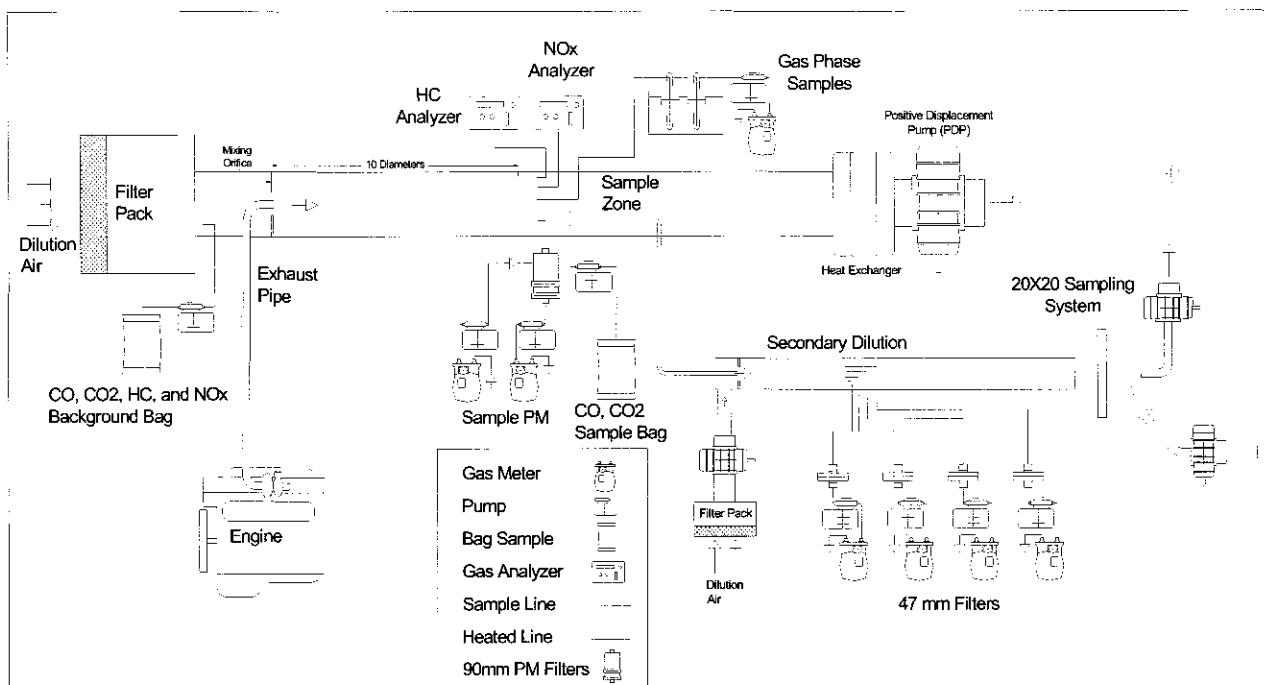 NOx
Analyzer
HC
Analyzer
Gas Phase
Samples
Positive Displacement
Pump (PDP)
Mixing
Orifice
10 Diameters
Filter
Pack
Sample
Zone
Dilution
Air
Exhaust
Pipe
Heat Exchanger
20X20 Sampling
System
Secondary Dilution
CO, CO2, HC, and NOx
Background Bag
Sample PM
CO, CO2
Sample Bag
Gas Meter
Pump
Bag Sample
Gas Analyzer
Sample Line
Heated Line
90mm PM Filters
Engine
Filter Pack
Dilution
Air
47 mm Filters